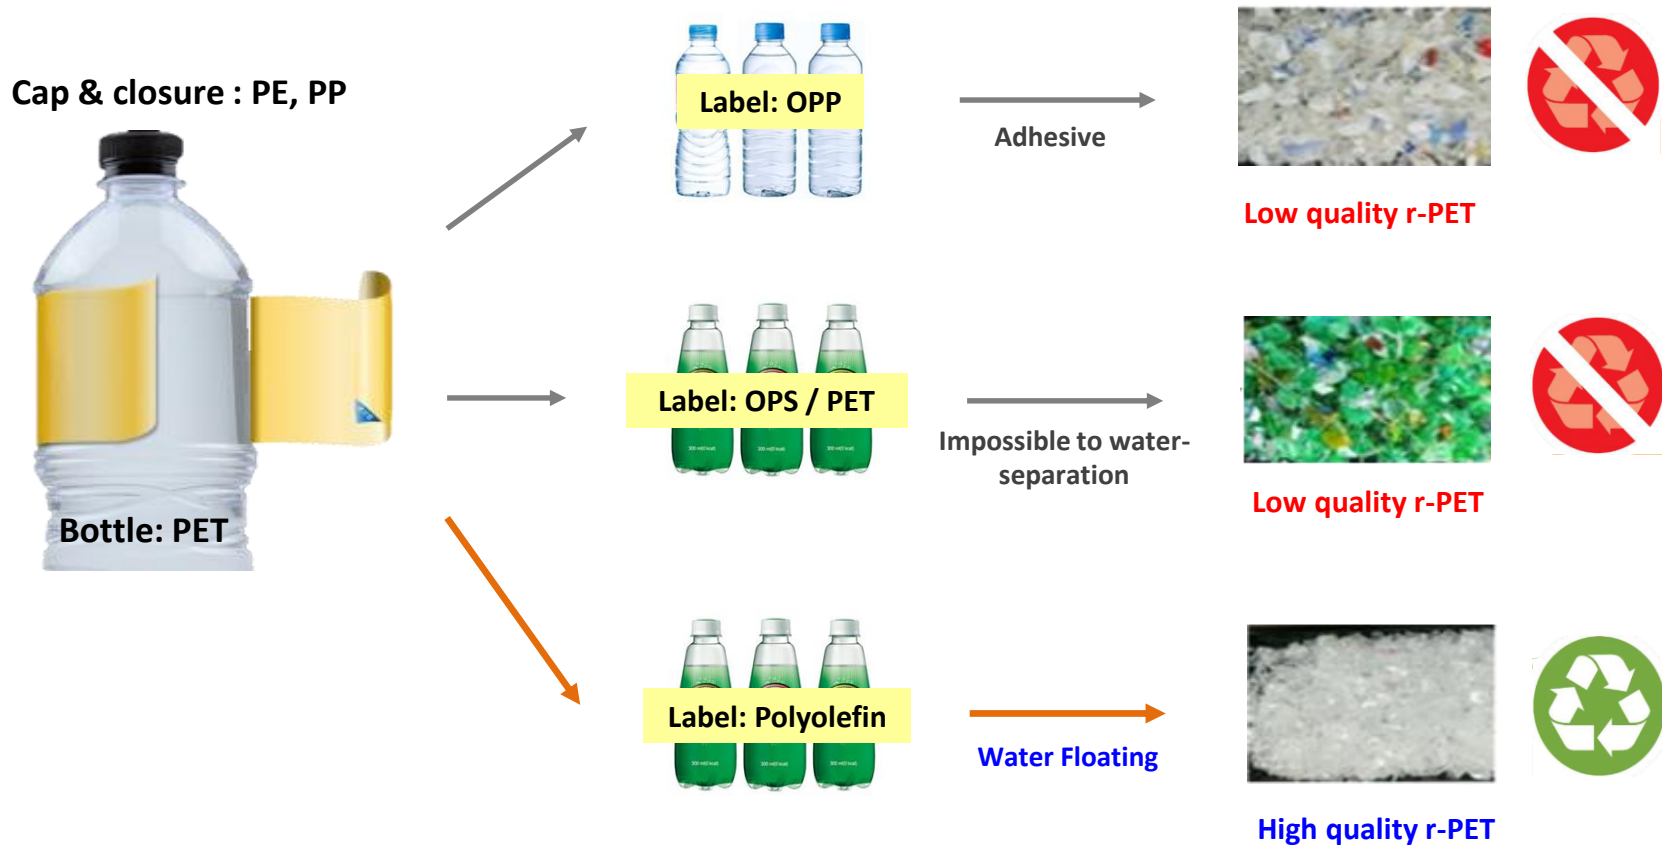 Cap & closure : PE, PP
Bottle: PET
Label: OPP
Adhesive
Low quality r-PET
Label: OPS / PET
Impossible to water-
separation
Low quality r-PET
Label: Polyolefin
Water Floating
High quality r-PET